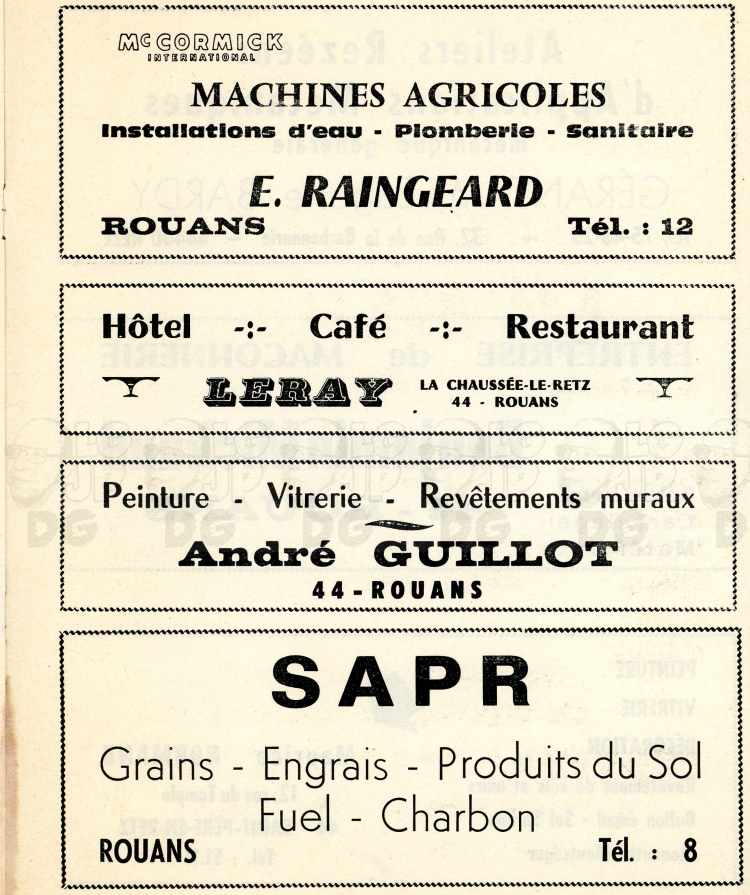 McCORMICK
INTERNATIONAL
MACHINES AGRICOLES
Installations d'eau - Plomberie - Sanitaire
E. RAINGEARD
ROUANS Tél. : 12
Hôtel -:- Café -:- Restaurant
LERAY LA CHAUSSÉE-LE-RETZ
44 - ROUANS
Peinture - Vitrerie - Revêtements muraux
André GUILLOT
44 - ROUANS
SAPR
Grains - Engrais - Produits du Sol
Fuel - Charbon
ROUANS Tél. : 8